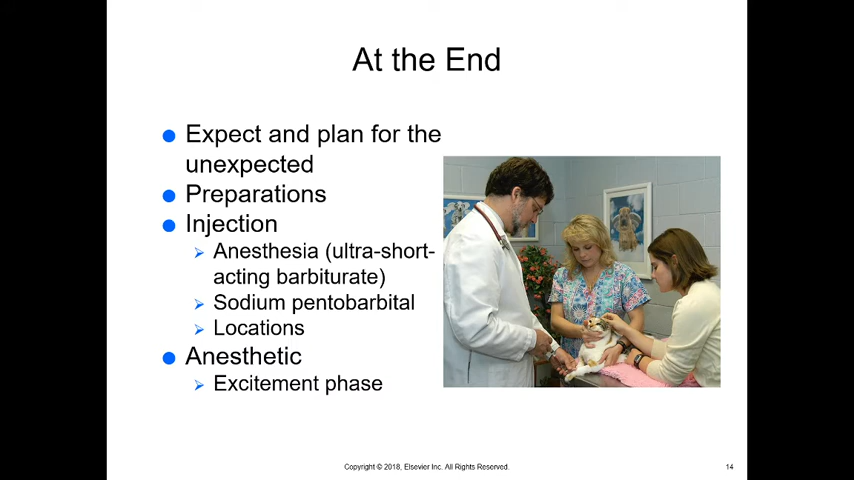 At the End
Expect and plan for the
unexpected
Preparations
Injection
Anesthesia (ultra-short-
acting barbiturate)
Sodium pentobarbital
Locations
Anesthetic
Excitement phase
Copyright © 2018, Elsevier Inc. All Rights Reserved.
14